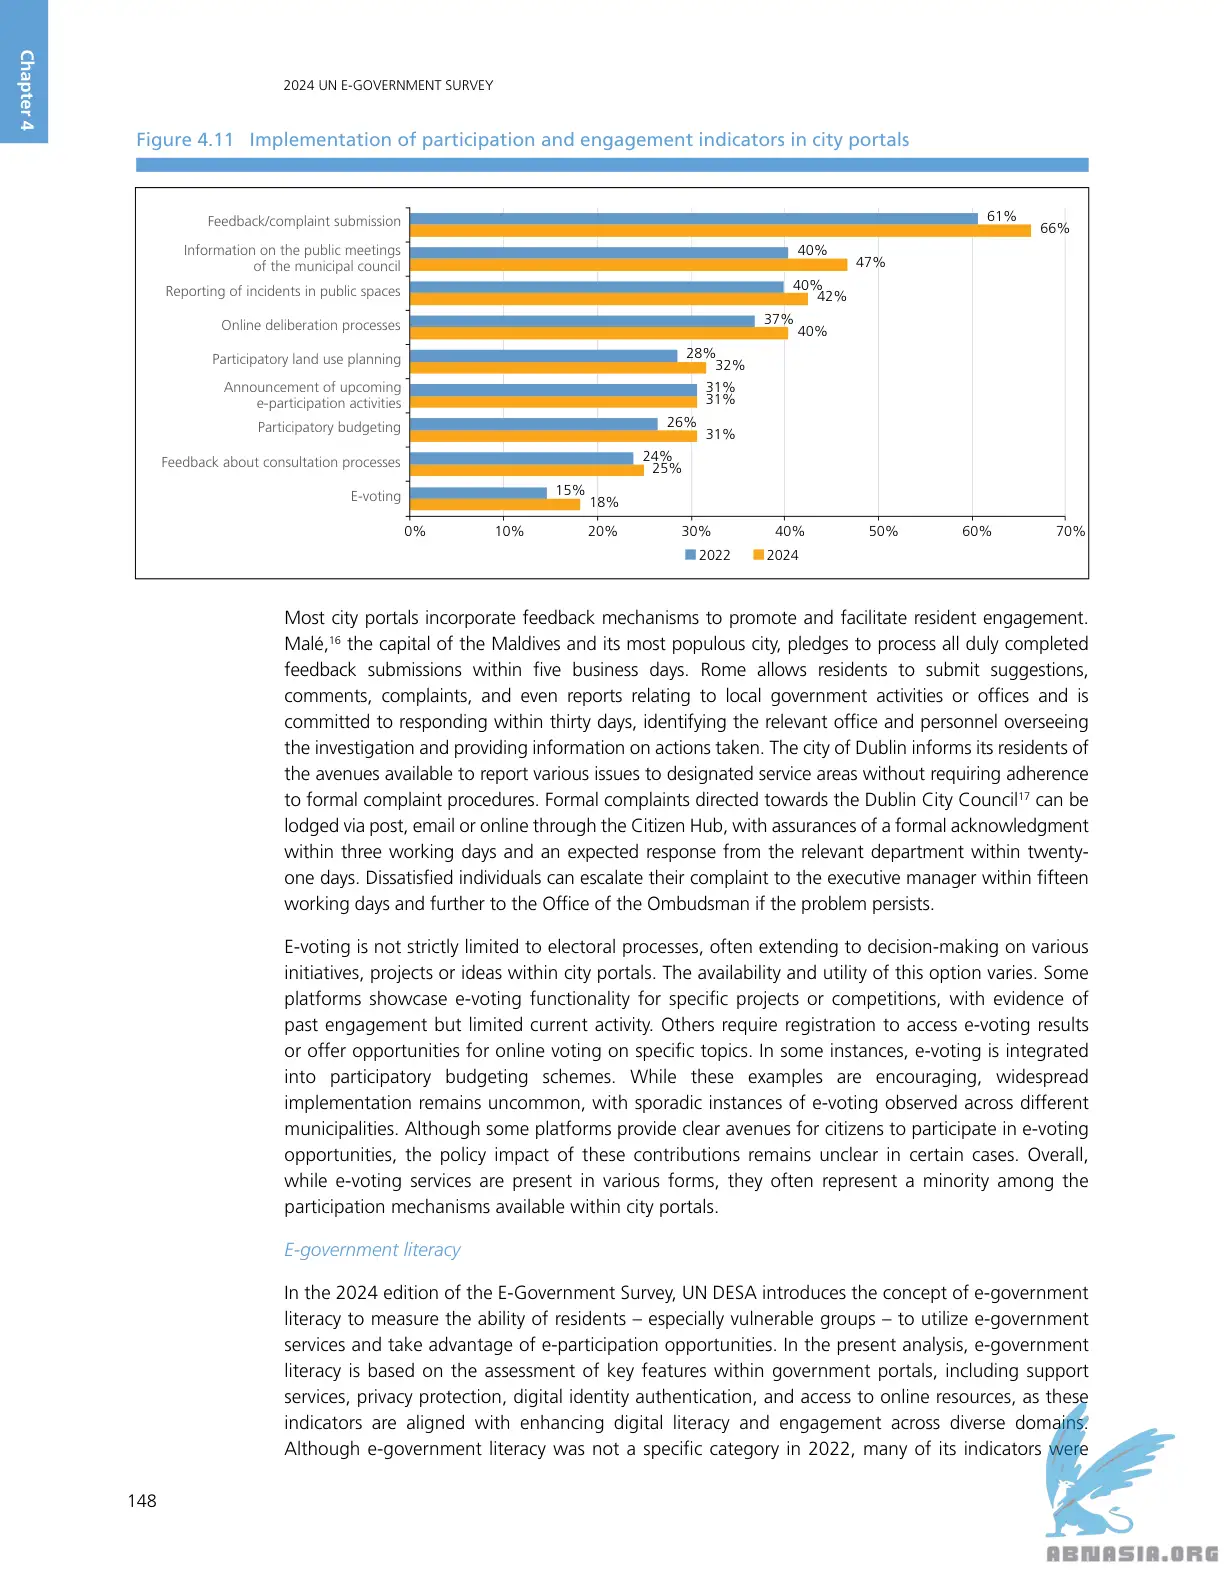 Chapter 4
2024 UN E-GOVERNMENT SURVEY
Figure 4.11 Implementation of participation and engagement indicators in city portals
Feedback/complaint submission
61%
66%
Information on the public meetings
of the municipal council
40%
47%
Reporting of incidents in public spaces
40%
42%
Online deliberation processes
37%
40%
Participatory land use planning
28%
32%
Announcement of upcoming
e-participation activities
31%
31%
Participatory budgeting
26%
31%
Feedback about consultation processes
24%
25%
E-voting
15%
18%
0% 10% 20% 30% 40% 50% 60% 70%
2022 2024
Most city portals incorporate feedback mechanisms to promote and facilitate resident engagement.
Malé,16 the capital of the Maldives and its most populous city, pledges to process all duly completed
feedback submissions within five business days. Rome allows residents to submit suggestions,
comments, complaints, and even reports relating to local government activities or offices and is
committed to responding within thirty days, identifying the relevant office and personnel overseeing
the investigation and providing information on actions taken. The city of Dublin informs its residents of
the avenues available to report various issues to designated service areas without requiring adherence
to formal complaint procedures. Formal complaints directed towards the Dublin City Council17 can be
lodged via post, email or online through the Citizen Hub, with assurances of a formal acknowledgment
within three working days and an expected response from the relevant department within twenty-
one days. Dissatisfied individuals can escalate their complaint to the executive manager within fifteen
working days and further to the Office of the Ombudsman if the problem persists.
E-voting is not strictly limited to electoral processes, often extending to decision-making on various
initiatives, projects or ideas within city portals. The availability and utility of this option varies. Some
platforms showcase e-voting functionality for specific projects or competitions, with evidence of
past engagement but limited current activity. Others require registration to access e-voting results
or offer opportunities for online voting on specific topics. In some instances, e-voting is integrated
into participatory budgeting schemes. While these examples are encouraging, widespread
implementation remains uncommon, with sporadic instances of e-voting observed across different
municipalities. Although some platforms provide clear avenues for citizens to participate in e-voting
opportunities, the policy impact of these contributions remains unclear in certain cases. Overall,
while e-voting services are present in various forms, they often represent a minority among the
participation mechanisms available within city portals.
E-government literacy
In the 2024 edition of the E-Government Survey, UN DESA introduces the concept of e-government
literacy to measure the ability of residents – especially vulnerable groups – to utilize e-government
services and take advantage of e-participation opportunities. In the present analysis, e-government
literacy is based on the assessment of key features within government portals, including support
services, privacy protection, digital identity authentication, and access to online resources, as these
indicators are aligned with enhancing digital literacy and engagement across diverse domains.
Although e-government literacy was not a specific category in 2022, many of its indicators were
148
ABNASIA.ORG